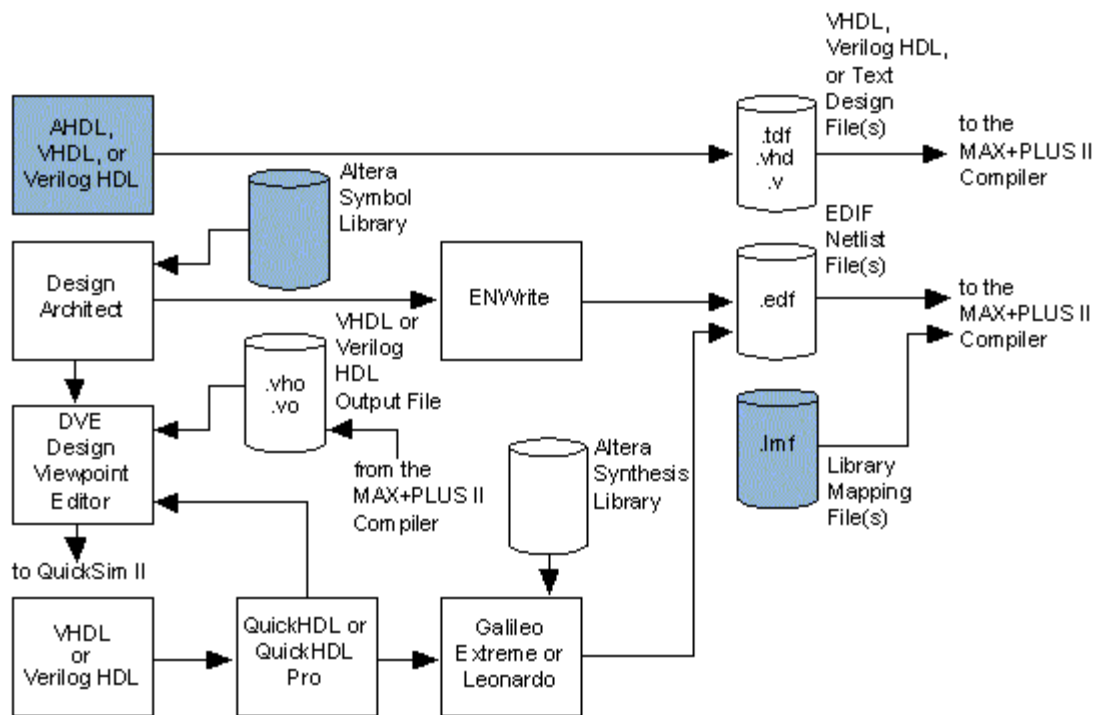 AHDL,
VHDL, or
Verilog HDL
Altera
Symbol
Library
.tdf
.vhd
.v
VHDL,
Verilog HDL,
or Text
Design
File(s)
to the
MAX+PLUS II
Compiler
Design
Architect
ENWrite
.edf
EDIF
Netlist
File(s)
to the
MAX+PLUS II
Compiler
DVE
Design
Viewpoint
Editor
.vho
.vo
VHDL or
Verilog
HDL
Output File
from the
MAX+PLUS II
Compiler
Altera
Synthesis
Library
.lmf
Library
Mapping
File(s)
to QuickSim II
VHDL
or
Verilog HDL
QuickHDL or
QuickHDL
Pro
Galileo
Extreme or
Leonardo